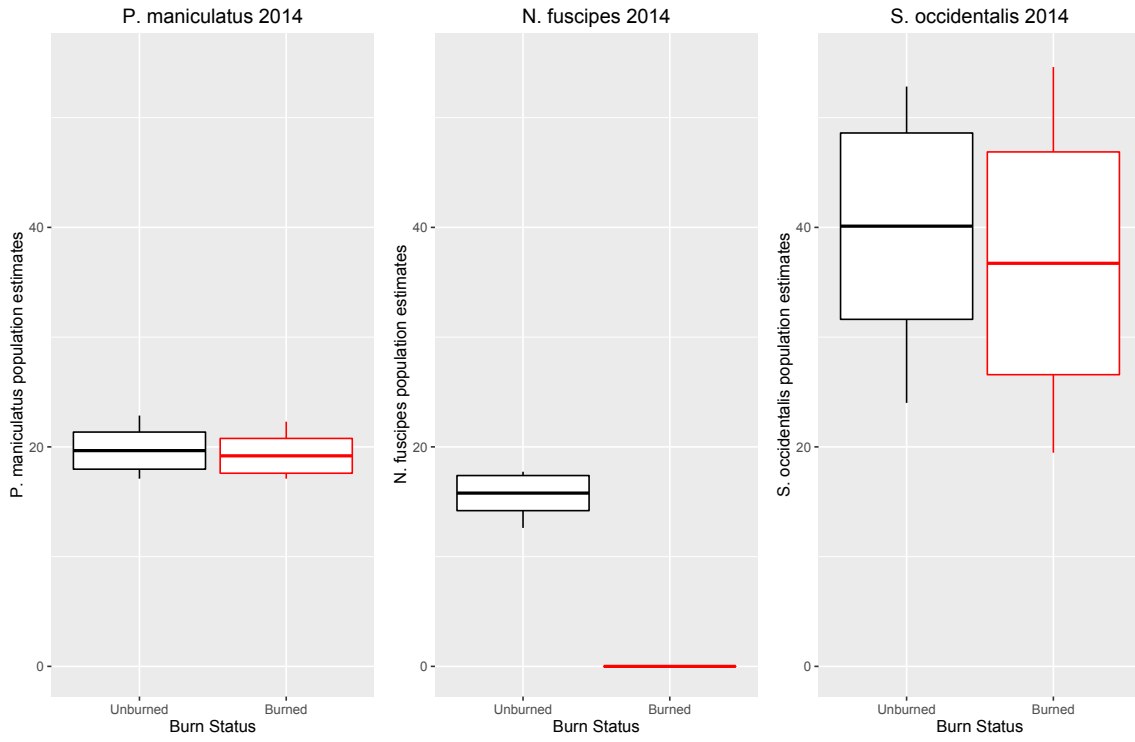 P. maniculatus 2014
P. maniculatus population estimates
40
20
0
Unburned
Burned
Burn Status
N. fuscipes 2014
N. fuscipes population estimates
40
20
0
Unburned
Burned
Burn Status
S. occidentalis 2014
S. occidentalis population estimates
40
20
0
Unburned
Burned
Burn Status